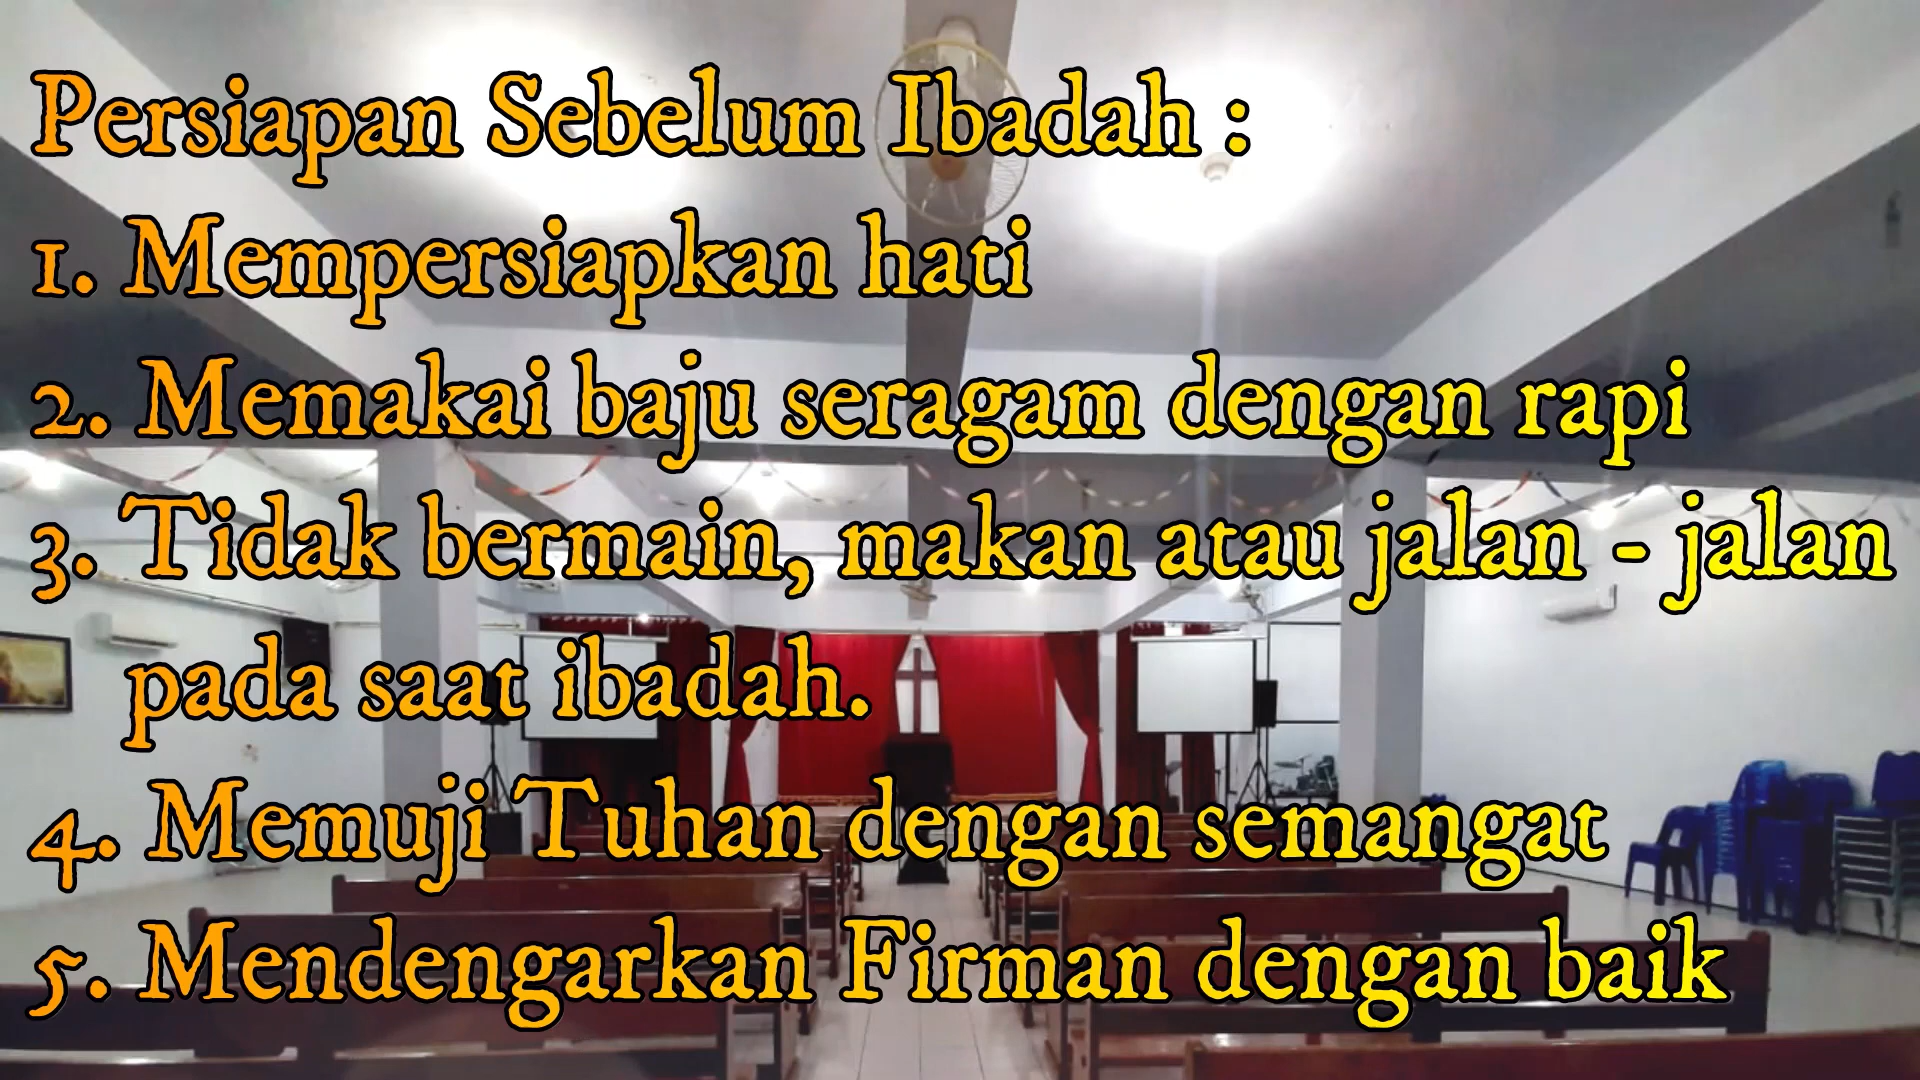 Persiapan Sebelum Ibadah :
1. Mempersiapkan hati
2. Memakai baju seragam dengan rapi
3. Tidak bermain, makan atau jalan - jalan
pada saat ibadah.
4. Memuji Tuhan dengan semangat
5. Mendengarkan Firman dengan baik